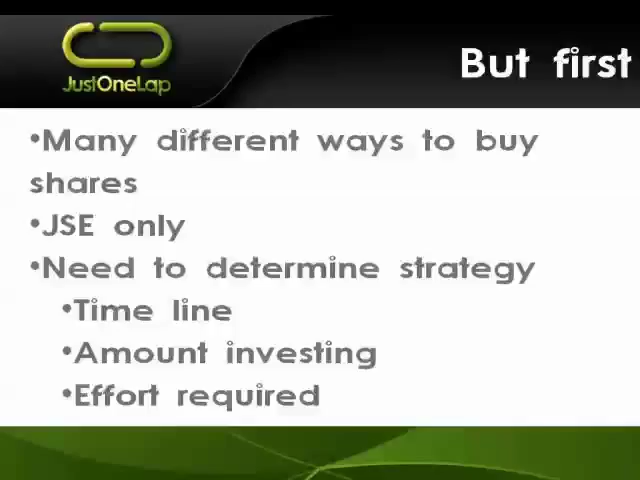 JustOneLap
But first
•Many different ways to buy
shares
•JSE only
•Need to determine strategy
•Time line
•Amount investing
•Effort required